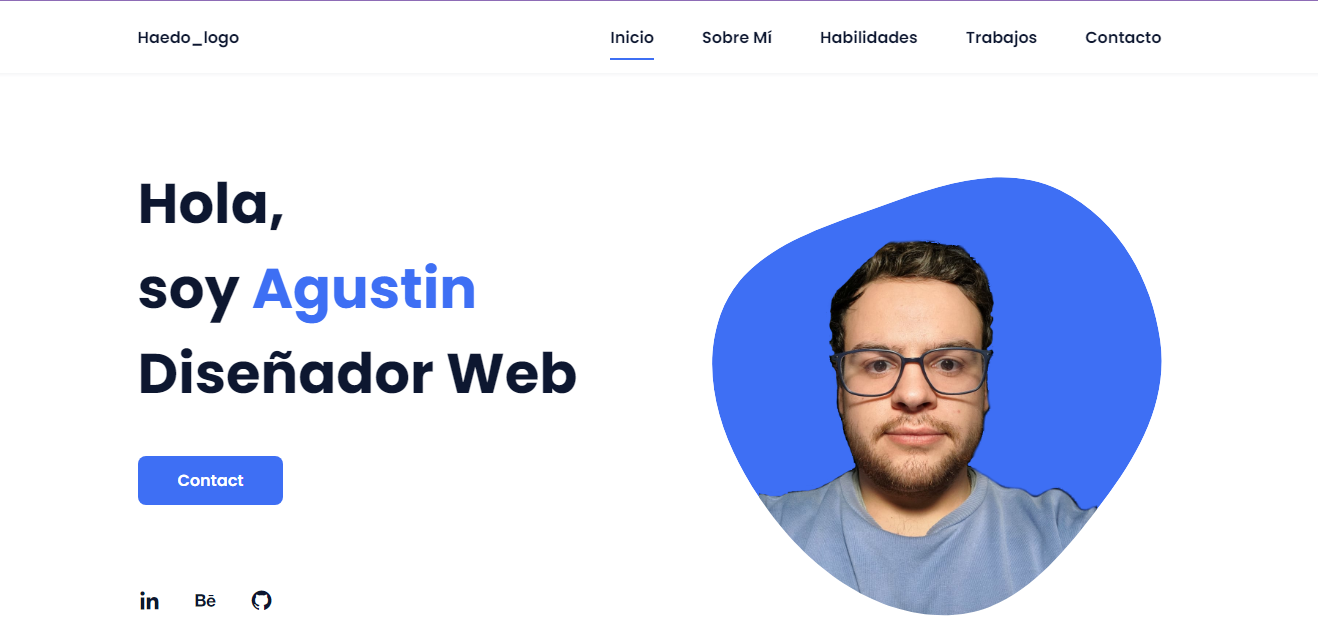 Haedo_logo
Inicio Sobre Mí Habilidades Trabajos Contacto
Hola,
soy Agustin
Diseñador Web
Contact
in Bē